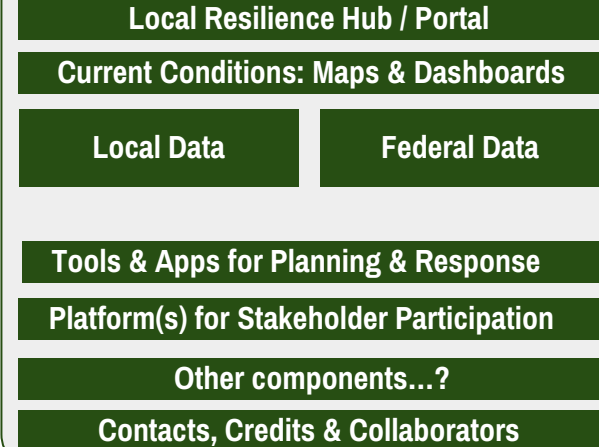 Local Resilience Hub / Portal
Current Conditions: Maps & Dashboards
Local Data
Federal Data
Tools & Apps for Planning & Response
Platform(s) for Stakeholder Participation
Other components…?
Contacts, Credits & Collaborators